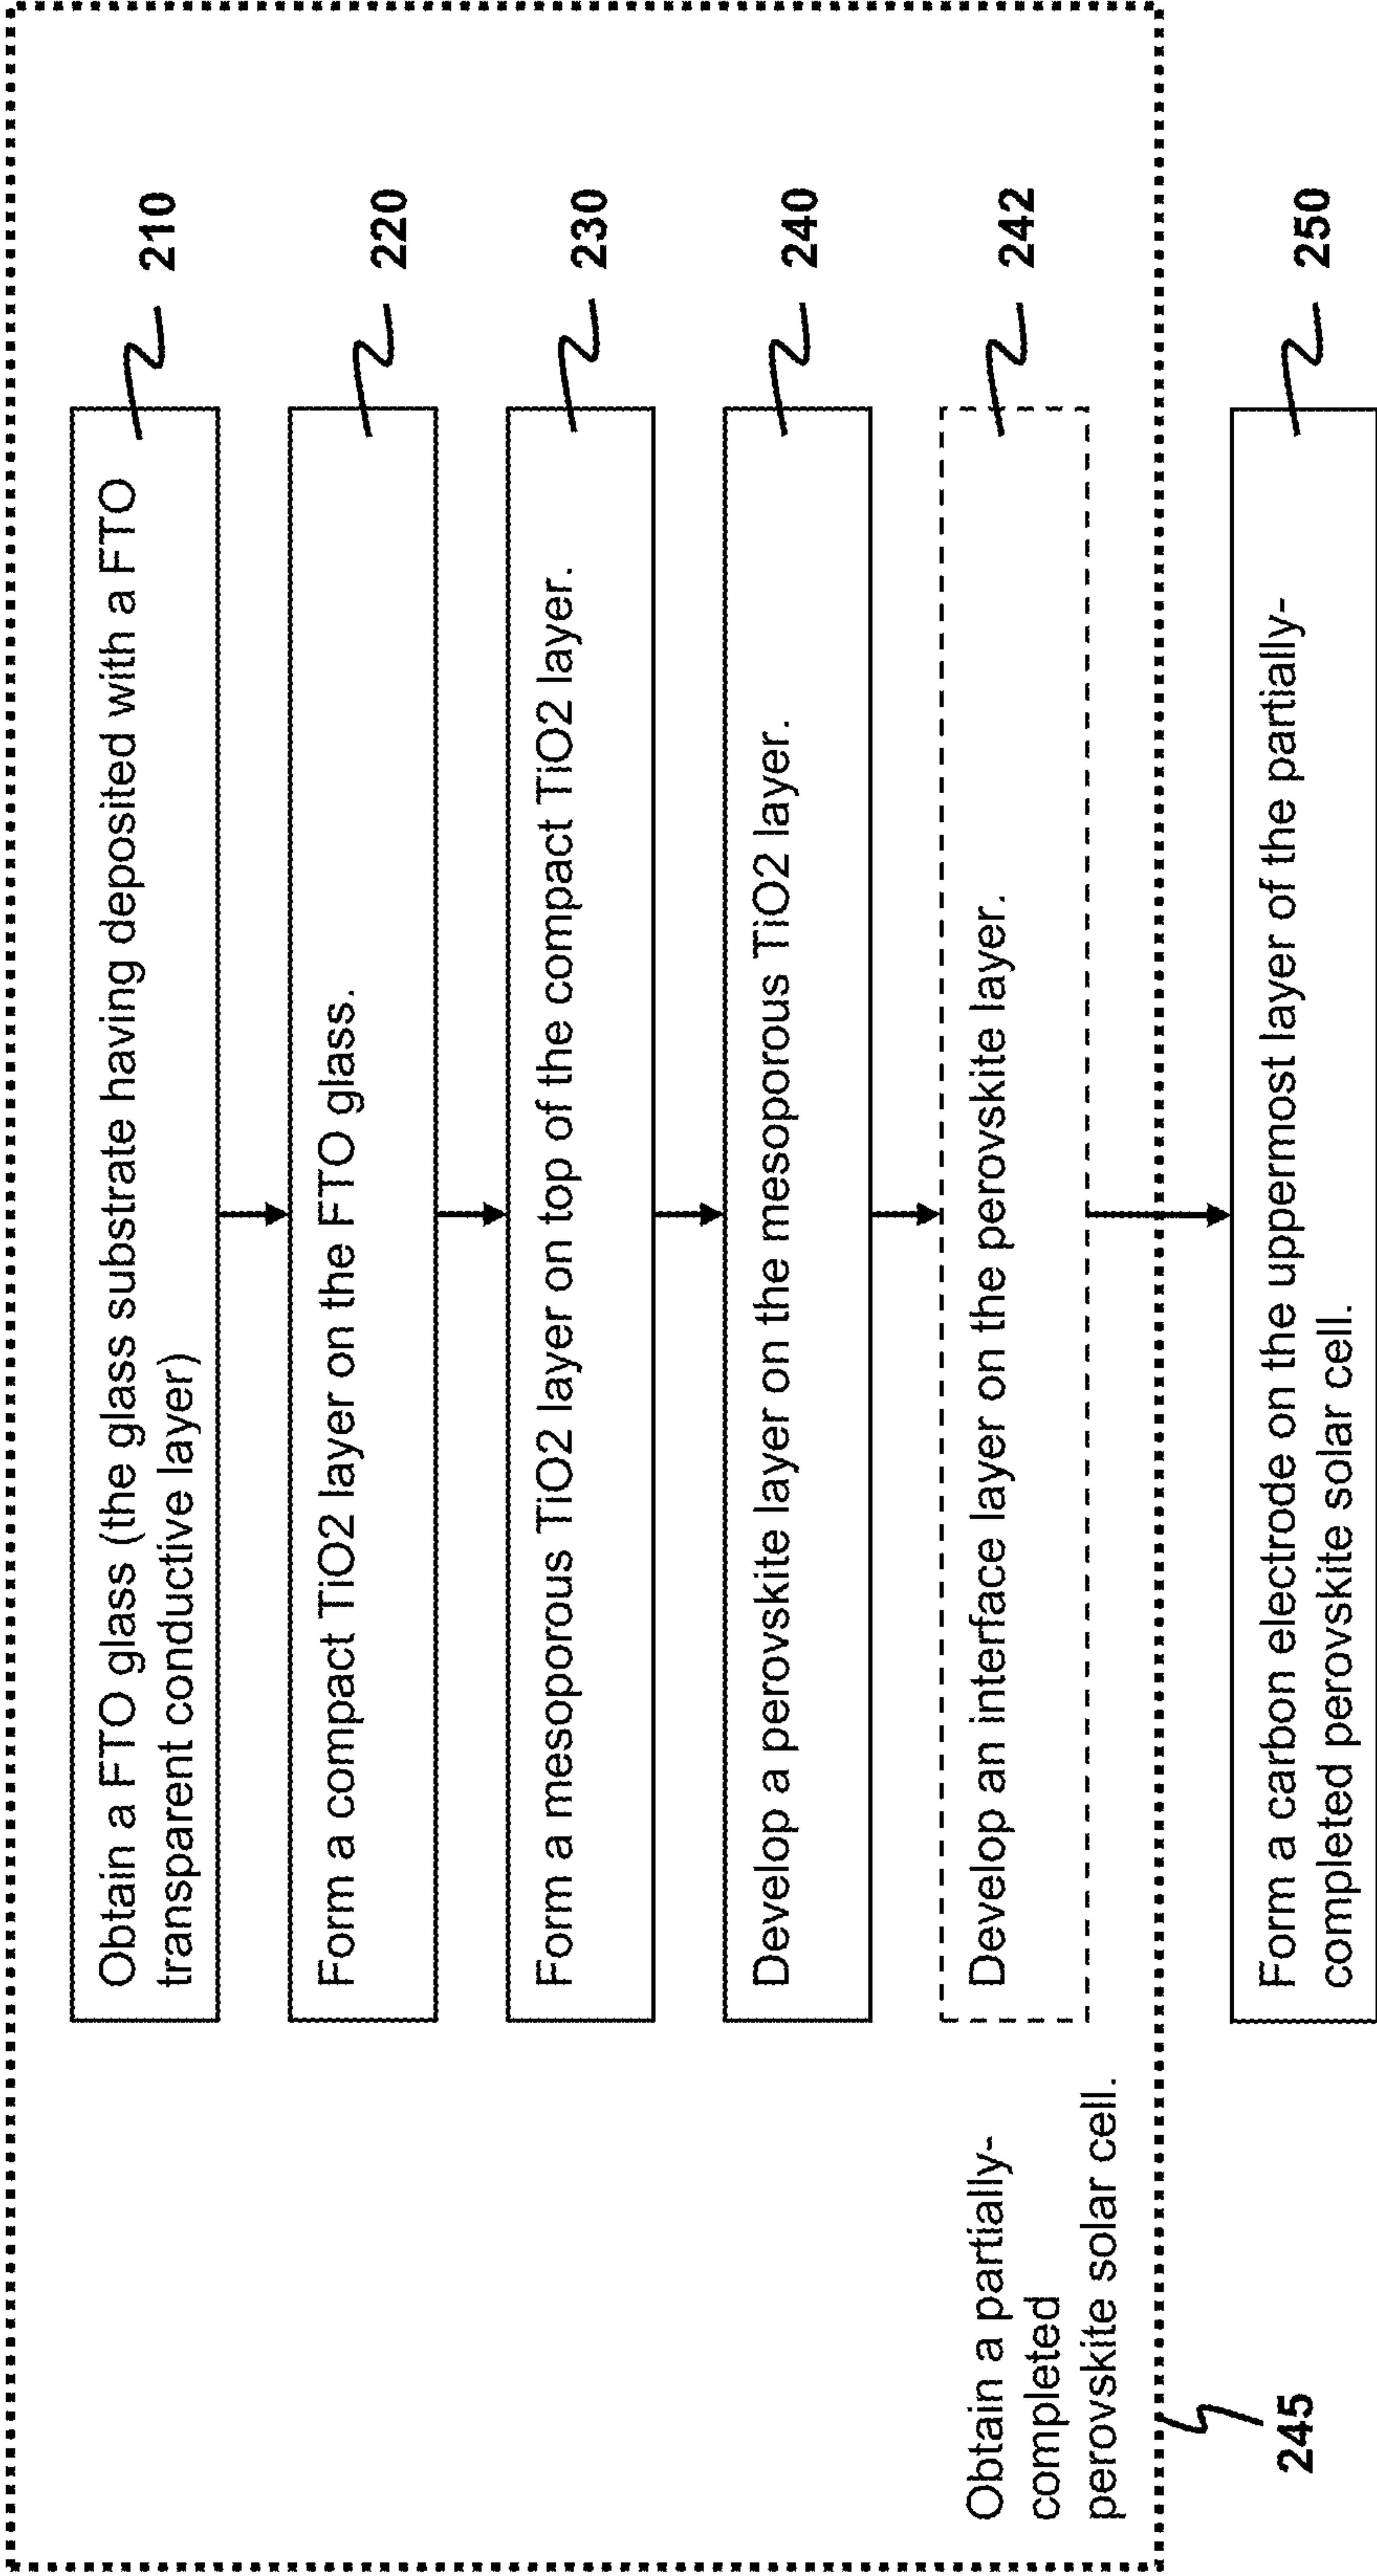 Obtain a FTO glass (the glass substrate having deposited with a FTO
transparent conductive layer)
210
Form a compact TiO2 layer on the FTO glass.
220
Form a mesoporous TiO2 layer on top of the compact TiO2 layer.
230
Develop a perovskite layer on the mesoporous TiO2 layer.
240
Develop an interface layer on the perovskite layer.
242
Obtain a partially-
completed
perovskite solar cell.
245
Form a carbon electrode on the uppermost layer of the partially-
completed perovskite solar cell.
250